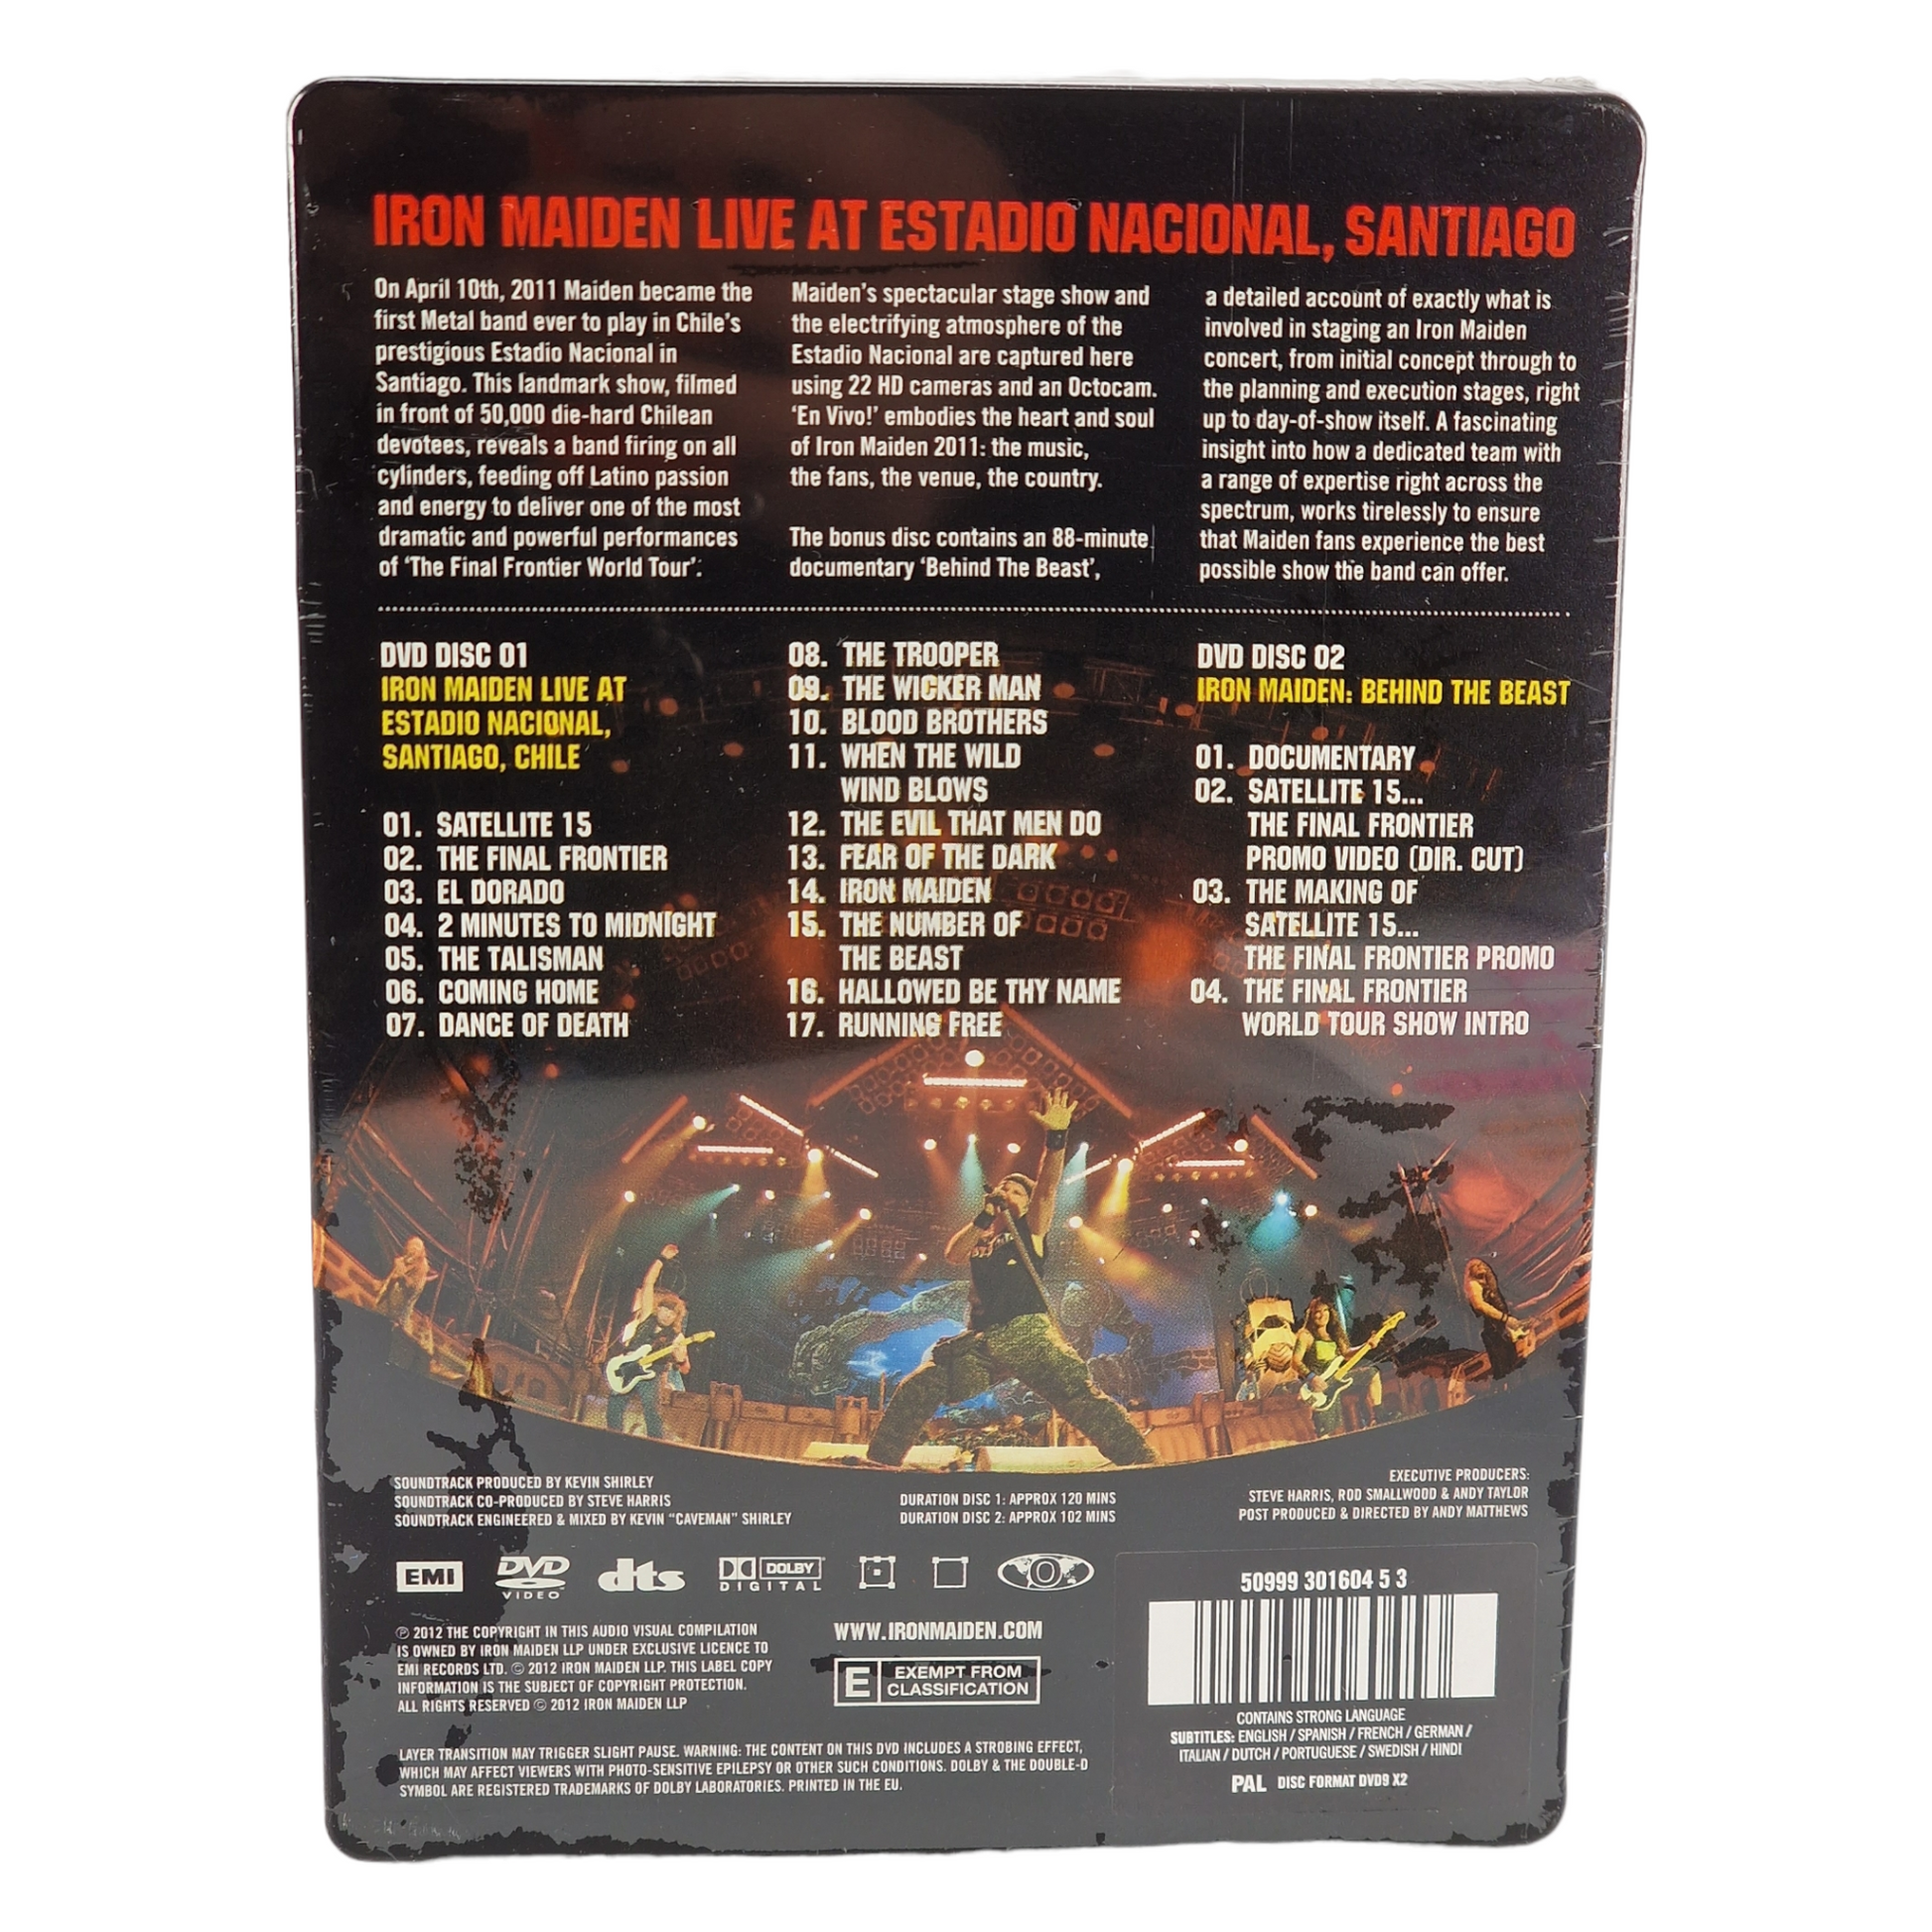 IRON MAIDEN LIVE AT ESTADIO NACIONAL, SANTIAGO
On April 10th, 2011 Maiden became the
first Metal band ever to play in Chile's
prestigious Estadio Nacional in
Santiago. This landmark show, filmed
in front of 50,000 die-hard Chilean
devotees, reveals a band firing on all
cylinders, feeding off Latino passion
and energy to deliver one of the most
dramatic and powerful performances
of 'The Final Frontier World Tour'.
Maiden's spectacular stage show and
the electrifying atmosphere of the
Estadio Nacional are captured here
using 22 HD cameras and an Octocam.
'En Vivo!' embodies the heart and soul
of Iron Maiden 2011: the music,
the fans, the venue, the country.
The bonus disc contains an 88-minute
documentary 'Behind The Beast',
a detailed account of exactly what is
involved in staging an Iron Maiden
concert, from initial concept through to
the planning and execution stages, right
up to day-of-show itself. A fascinating
insight into how a dedicated team with
a range of expertise right across the
spectrum, works tirelessly to ensure
that Maiden fans experience the best
possible show the band can offer.
DVD DISC 01
IRON MAIDEN LIVE AT
ESTADIO NACIONAL,
SANTIAGO, CHILE
01. SATELLITE 15
02. THE FINAL FRONTIER
03. EL DORADO
04. 2 MINUTES TO MIDNIGHT
05. THE TALISMAN
06. COMING HOME
07. DANCE OF DEATH
08. THE TROOPER
09. THE WICKER MAN
10. BLOOD BROTHERS
11. WHEN THE WILD
WIND BLOWS
12. THE EVIL THAT MEN DO
13. FEAR OF THE DARK
14. IRON MAIDEN
15. THE NUMBER OF
THE BEAST
16. HALLOWED BE THY NAME
17. RUNNING FREE
DVD DISC 02
IRON MAIDEN: BEHIND THE BEAST
01. DOCUMENTARY
02. SATELLITE 15...
THE FINAL FRONTIER
PROMO VIDEO (DIR. CUT)
03. THE MAKING OF
SATELLITE 15...
THE FINAL FRONTIER PROMO
04. THE FINAL FRONTIER
WORLD TOUR SHOW INTRO
SOUNDTRACK PRODUCED BY KEVIN SHIRLEY
SOUNDTRACK CO-PRODUCED BY STEVE HARRIS
SOUNDTRACK ENGINEERED & MIXED BY KEVIN "CAVEMAN" SHIRLEY
DURATION DISC 1: APPROX 120 MINS
DURATION DISC 2: APPROX 102 MINS
EXECUTIVE PRODUCERS:
STEVE HARRIS, ROD SMALLWOOD & ANDY TAYLOR
POST PRODUCED & DIRECTED BY ANDY MATTHEWS
EMI
DVD
VIDEO
dts
DOLBY
DIGITAL
0
℗ 2012 THE COPYRIGHT IN THIS AUDIO VISUAL COMPILATION
IS OWNED BY IRON MAIDEN LLP UNDER EXCLUSIVE LICENCE TO
EMI RECORDS LTD. © 2012 IRON MAIDEN LLP. THIS LABEL COPY
INFORMATION IS THE SUBJECT OF COPYRIGHT PROTECTION.
ALL RIGHTS RESERVED © 2012 IRON MAIDEN LLP
WWW.IRONMAIDEN.COM
E
EXEMPT FROM
CLASSIFICATION
LAYER TRANSITION MAY TRIGGER SLIGHT PAUSE. WARNING: THE CONTENT ON THIS DVD INCLUDES A STROBING EFFECT,
WHICH MAY AFFECT VIEWERS WITH PHOTO-SENSITIVE EPILEPSY OR OTHER SUCH CONDITIONS. DOLBY & THE DOUBLE-D
SYMBOL ARE REGISTERED TRADEMARKS OF DOLBY LABORATORIES. PRINTED IN THE EU.
50999 301604 5 3
CONTAINS STRONG LANGUAGE
SUBTITLES: ENGLISH / SPANISH / FRENCH / GERMAN /
ITALIAN / DUTCH / PORTUGUESE / SWEDISH / HINDI
PAL DISC FORMAT DVD9 X2